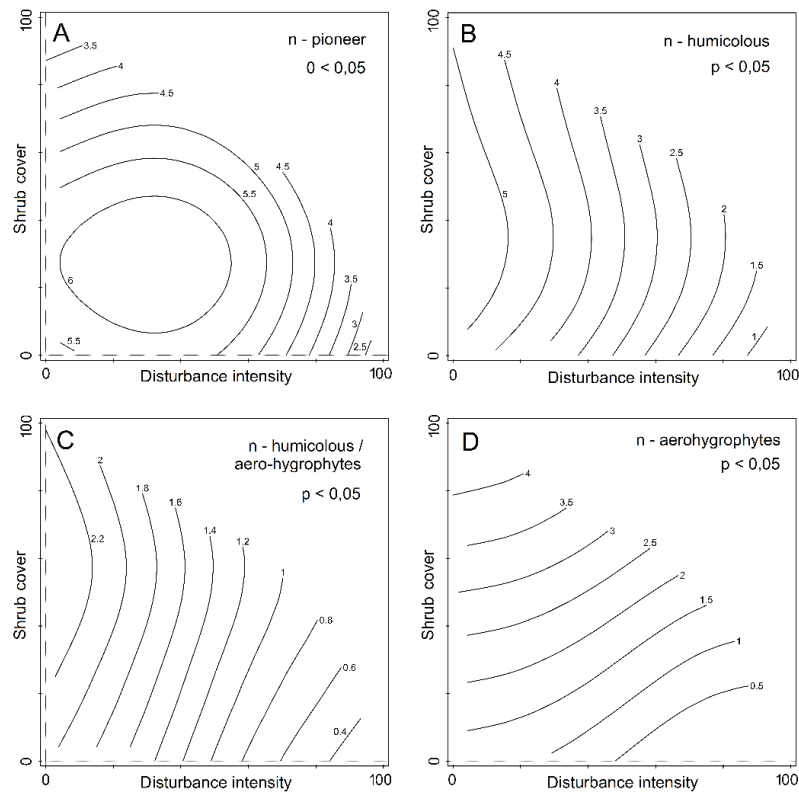 A
n - pioneer
0 < 0,05
100
Shrub cover
0
3.5
4
4.5
5
4.5
5.5
4
6
3.5
3
5.5
2.5
0
Disturbance intensity
100
B
n - humicolous
p < 0,05
100
Shrub cover
0
4.5
4
3.5
3
2.5
5
2
1.5
1
0
Disturbance intensity
100
C
n - humicolous /
aero-hygrophytes
p < 0,05
100
Shrub cover
0
2
1.8
1.6
1.4
1.2
2.2
1
0.8
0.6
0.4
0
Disturbance intensity
100
D
n - aerohygrophytes
p < 0,05
100
Shrub cover
0
4
3.5
3
2.5
2
1.5
1
0.5
0
Disturbance intensity
100